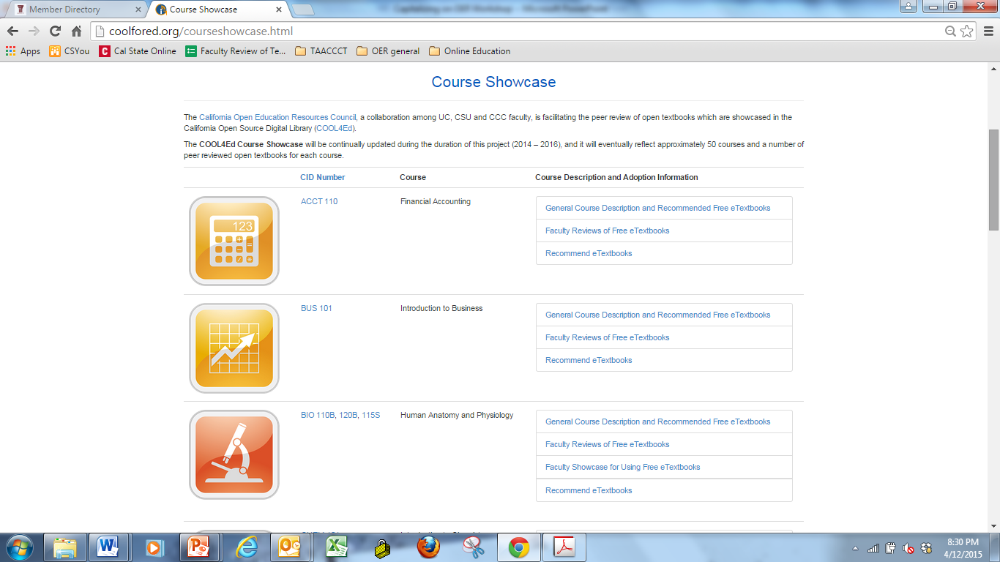 Member Directory
Course Showcase
Capitalizing on OER Workshop - Microsoft PowerPoint
coolfored.org/courseshowcase.html
Apps
CSYou
Cal State Online
Faculty Review of Te...
TAACCCT
OER general
Online Education
Course Showcase
The California Open Education Resources Council, a collaboration among UC, CSU and CCC faculty, is facilitating the peer review of open textbooks which are showcased in the
California Open Source Digital Library (COOL4Ed).
The COOL4Ed Course Showcase will be continually updated during the duration of this project (2014 – 2016), and it will eventually reflect approximately 50 courses and a number of
peer reviewed open textbooks for each course.
CID Number Course Course Description and Adoption Information
123
ACCT 110 Financial Accounting
General Course Description and Recommended Free eTextbooks
Faculty Reviews of Free eTextbooks
Recommend eTextbooks
BUS 101 Introduction to Business
General Course Description and Recommended Free eTextbooks
Faculty Reviews of Free eTextbooks
Recommend eTextbooks
BIO 110B, 120B, 115S Human Anatomy and Physiology
General Course Description and Recommended Free eTextbooks
Faculty Reviews of Free eTextbooks
Faculty Showcase for Using Free eTextbooks
Recommend eTextbooks
8:30 PM
4/12/2015